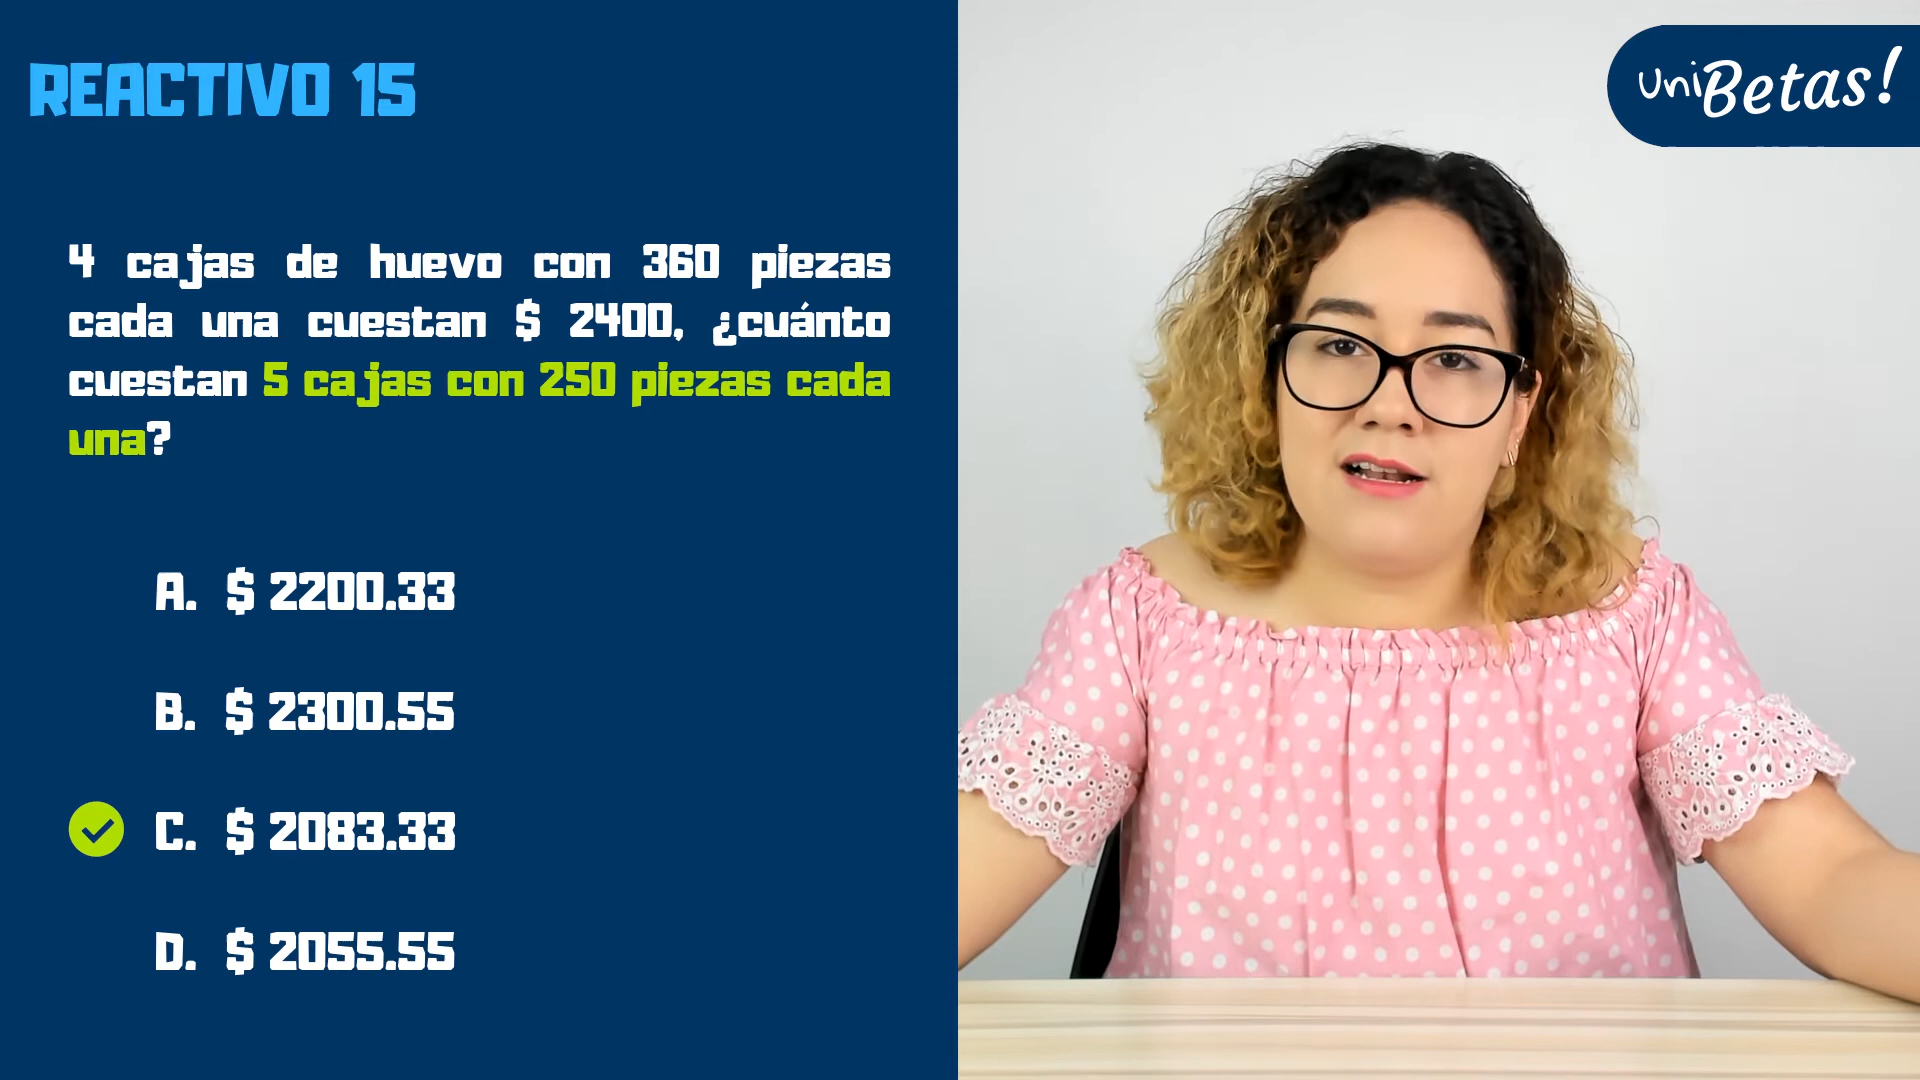 REACTIVO 15
uniBetas!
4 cajas de huevo con 360 piezas
cada una cuestan $ 2400, ¿cuánto
cuestan 5 cajas con 250 piezas cada
una?
A. $ 2200.33
B. $ 2300.55
C. $ 2083.33
D. $ 2055.55